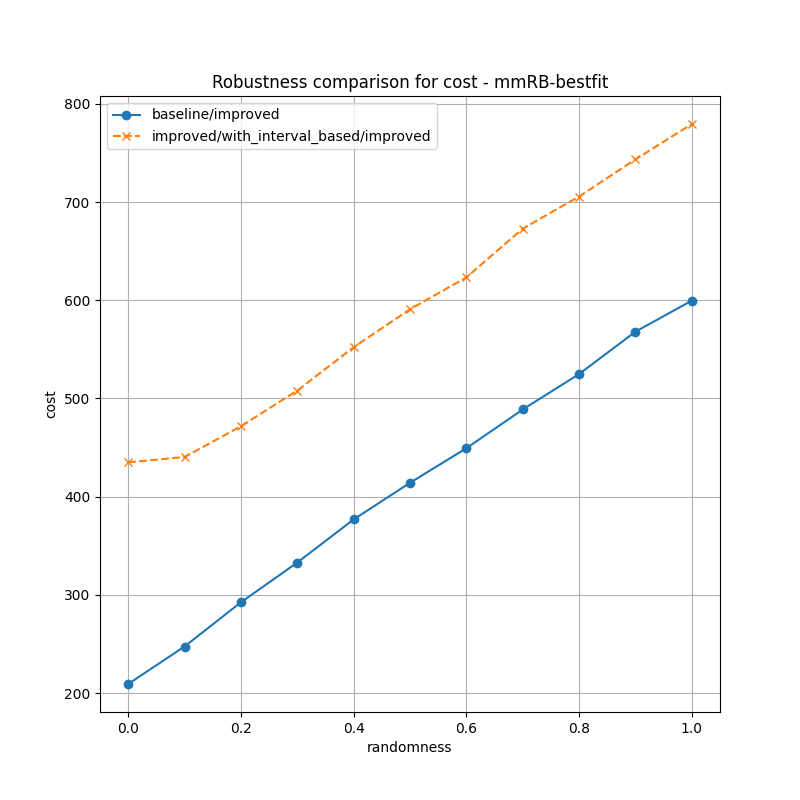 Robustness comparison for cost - mmRB-bestfit
baseline/improved
improved/with_interval_based/improved
800
700
600
500
400
300
200
cost
0.0 0.2 0.4 0.6 0.8 1.0
randomness